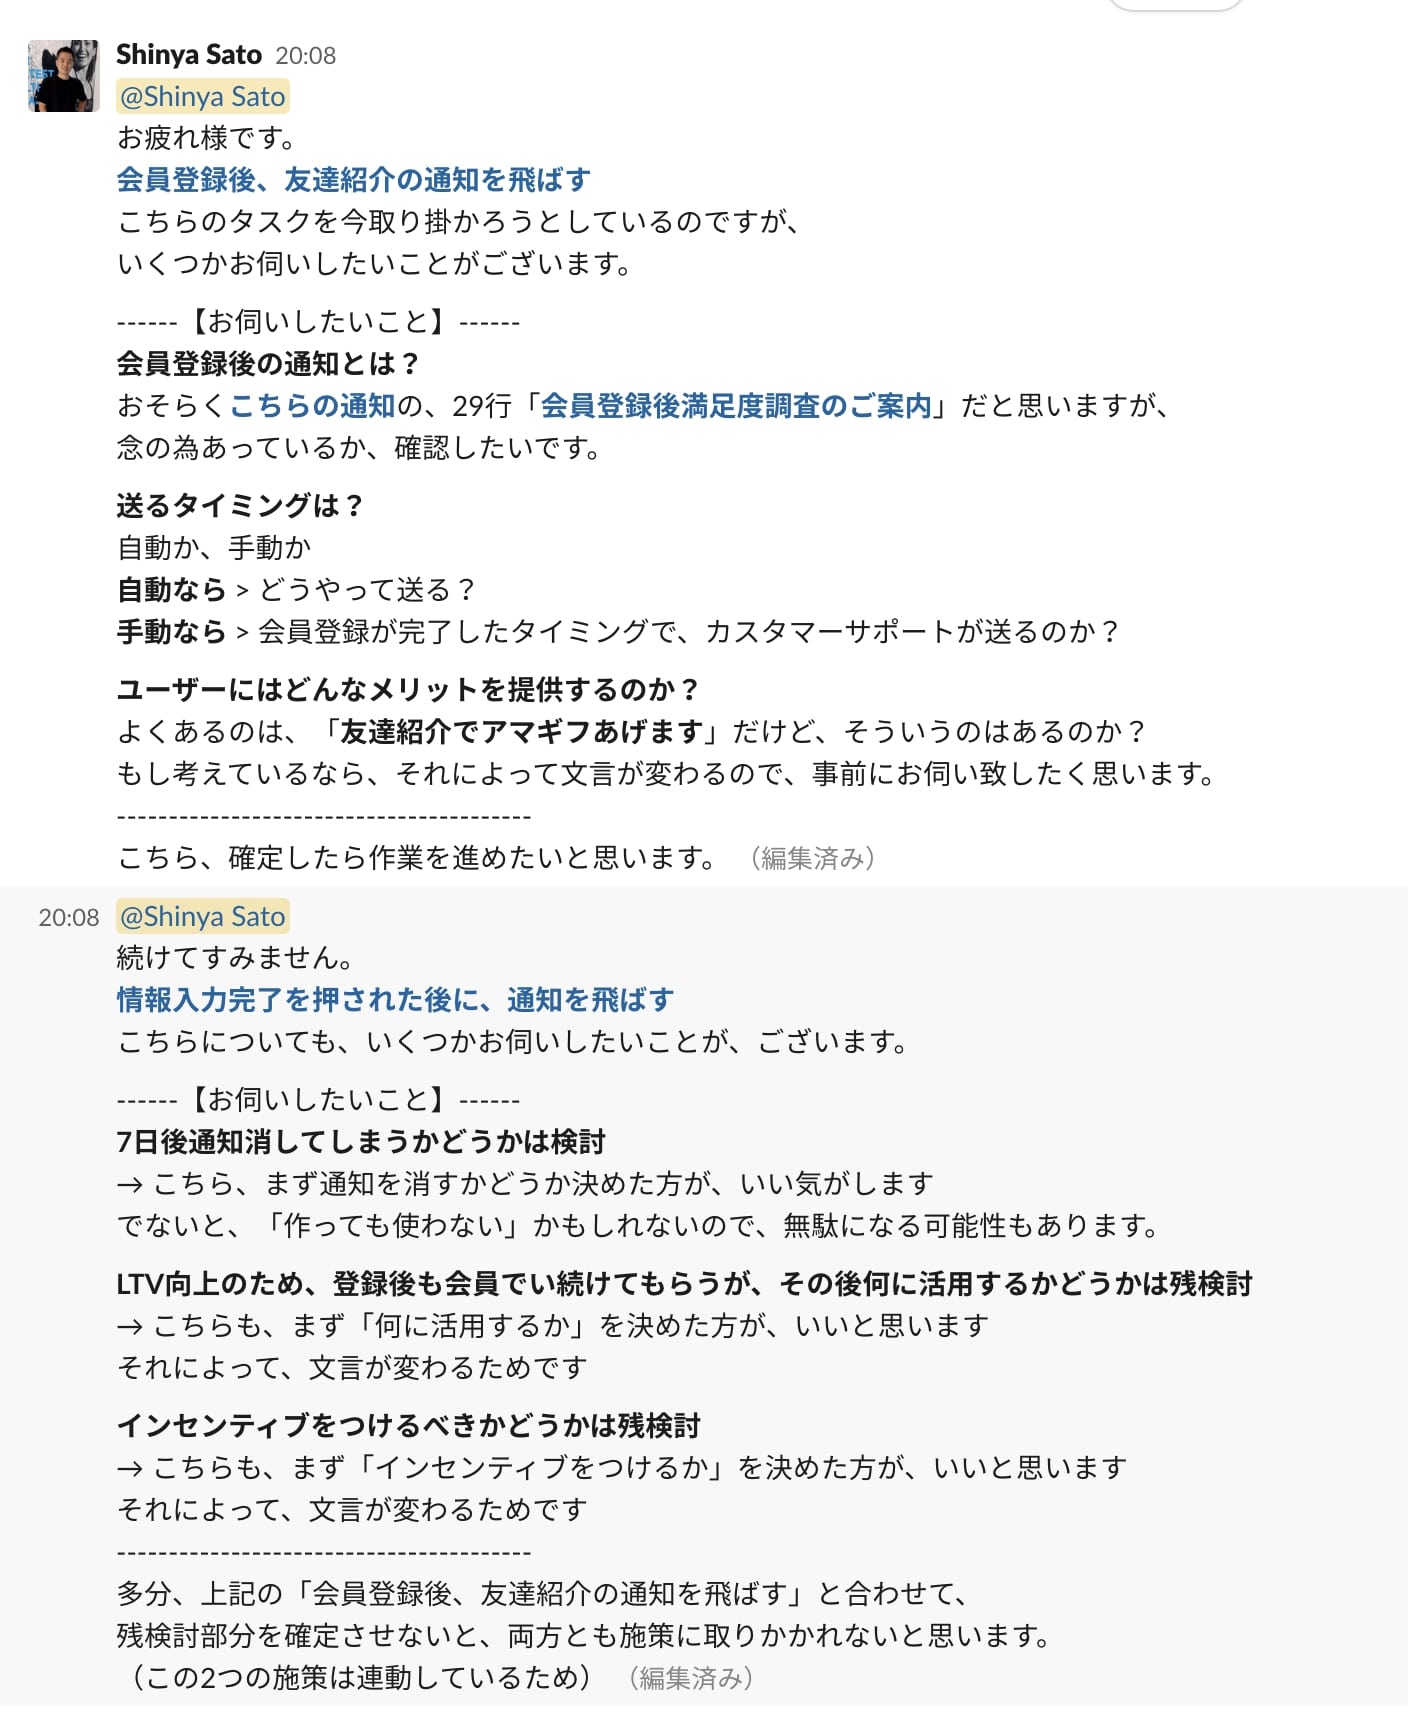 Shinya Sato 20:08
@Shinya Sato
お疲れ様です。
会員登録後、友達紹介の通知を飛ばす
こちらのタスクを今取り掛かろうとしているのですが、
いくつかお伺いしたいことがございます。
------【お伺いしたいこと】------
会員登録後の通知とは？
おそらくこちらの通知の、29行「会員登録後満足度調査のご案内」だと思いますが、
念の為あっているか、確認したいです。
送るタイミングは？
自動か、手動か
自動なら > どうやって送る？
手動なら > 会員登録が完了したタイミングで、カスタマーサポートが送るのか？
ユーザーにはどんなメリットを提供するのか？
よくあるのは、「友達紹介でアマギフあげます」だけど、そういうのはあるのか？
もし考えているなら、それによって文言が変わるので、事前にお伺い致したく思います。
----------------------------------------
こちら、確定したら作業を進めたいと思います。 （編集済み）
20:08 @Shinya Sato
続けてすみません。
情報入力完了を押された後に、通知を飛ばす
こちらについても、いくつかお伺いしたいことが、ございます。
------【お伺いしたいこと】------
7日後通知消してしまうかどうかは検討
→ こちら、まず通知を消すかどうか決めた方が、いい気がします
でないと、「作っても使わない」かもしれないので、無駄になる可能性もあります。
LTV向上のため、登録後も会員でい続けてもらうが、その後何に活用するかどうかは残検討
→ こちらも、まず「何に活用するか」を決めた方が、いいと思います
それによって、文言が変わるためです
インセンティブをつけるべきかどうかは残検討
→ こちらも、まず「インセンティブをつけるか」を決めた方が、いいと思います
それによって、文言が変わるためです
----------------------------------------
多分、上記の「会員登録後、友達紹介の通知を飛ばす」と合わせて、
残検討部分を確定させないと、両方とも施策に取りかかれないと思います。
（この2つの施策は連動しているため） （編集済み）